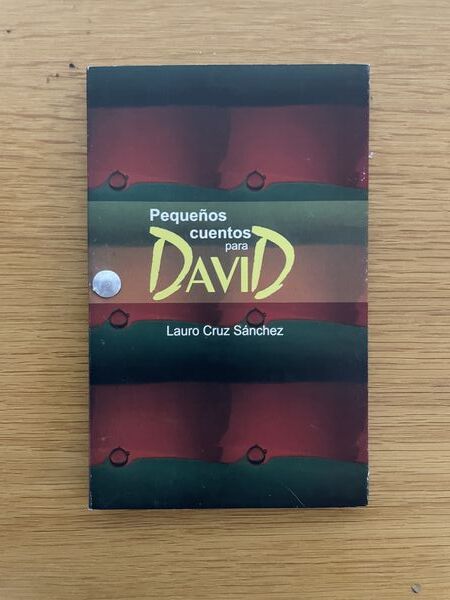 Pequeños
cuentos
para
DAVID
Lauro Cruz Sánchez